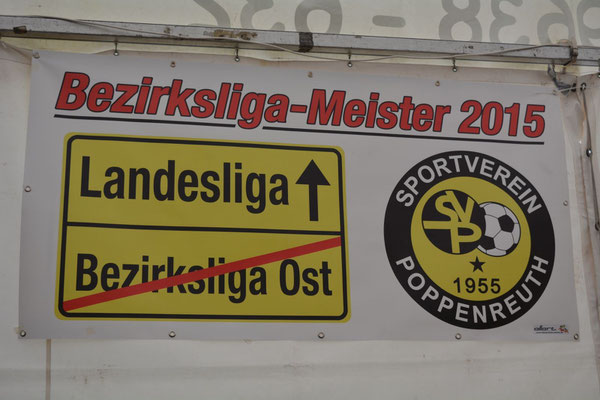 Bezirksliga-Meister 2015
Landesliga
Bezirksliga Ost
SPORTVEREIN
SVP
1955
POPPENREUTH